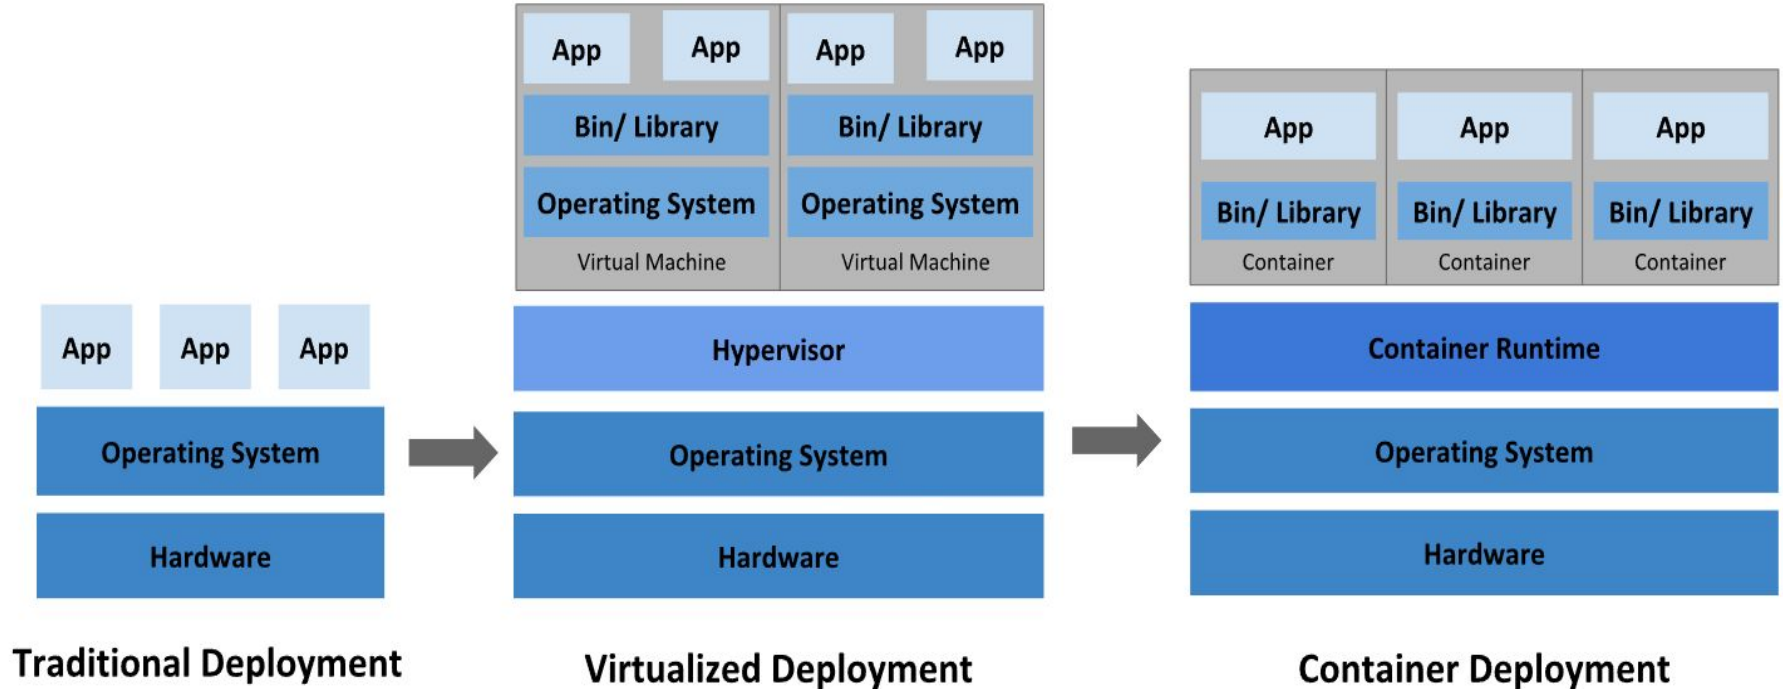 App
App
App
Operating System
Hardware
Traditional Deployment
App
App
App
App
Bin/ Library
Bin/ Library
Operating System
Operating System
Virtual Machine
Virtual Machine
Hypervisor
Operating System
Hardware
Virtualized Deployment
App
App
App
Bin/ Library
Bin/ Library
Bin/ Library
Container
Container
Container
Container Runtime
Operating System
Hardware
Container Deployment